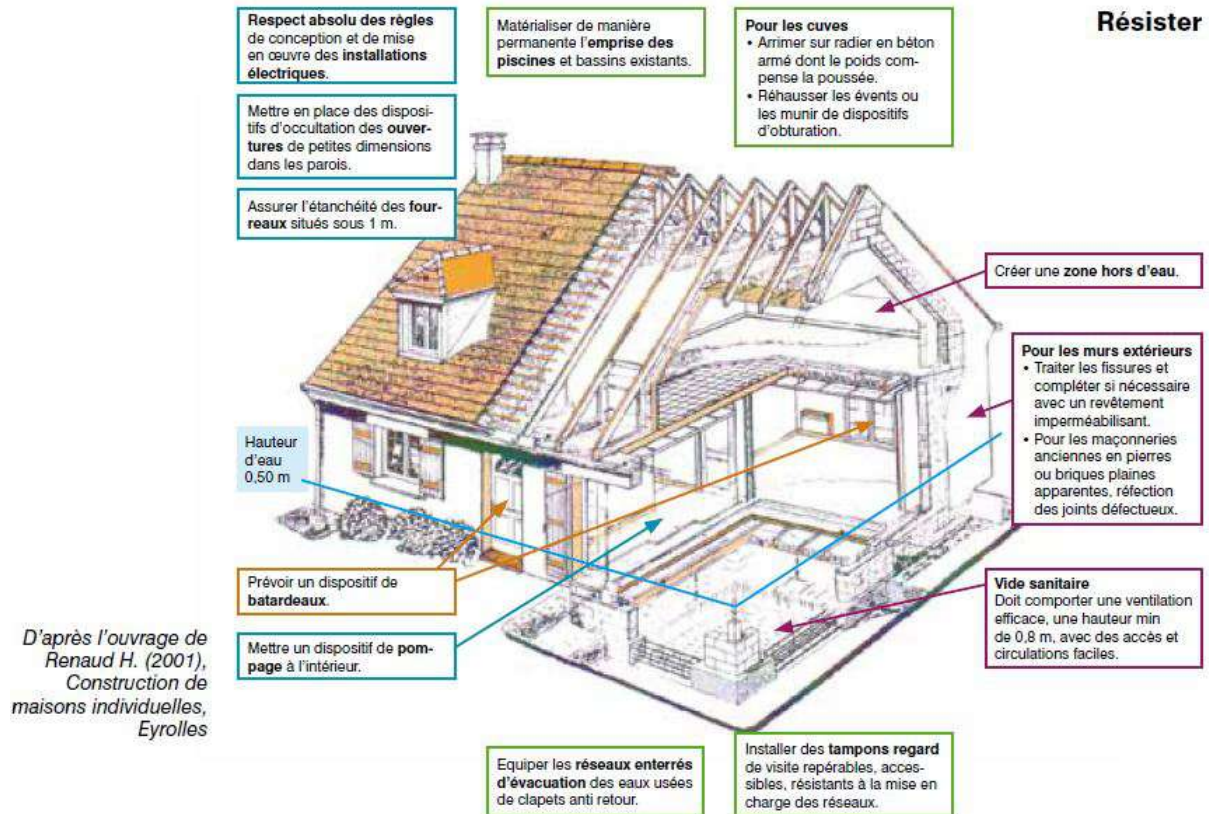 Résister
Respect absolu des règles
de conception et de mise
en œuvre des installations
électriques.
Mettre en place des disposi-
tifs d'occultation des ouver-
tures de petites dimensions
dans les parois.
Assurer l'étanchéité des four-
reaux situés sous 1 m.
Matérialiser de manière
permanente l'emprise des
piscines et bassins existants.
Pour les cuves
• Arrimer sur radier en béton
armé dont le poids com-
pense la poussée.
• Réhausser les évents ou
les munir de dispositifs
d'obturation.
Créer une zone hors d'eau.
Pour les murs extérieurs
• Traiter les fissures et
compléter si nécessaire
avec un revêtement
imperméabilisant.
• Pour les maçonneries
anciennes en pierres
ou briques plaines
apparentes, réfection
des joints défectueux.
Hauteur
d'eau
0,50 m
Prévoir un dispositif de
batardeaux.
Mettre un dispositif de pom-
page à l'intérieur.
Vide sanitaire
Doit comporter une ventilation
efficace, une hauteur min
de 0,8 m, avec des accès et
circulations faciles.
D'après l'ouvrage de
Renaud H. (2001),
Construction de
maisons individuelles,
Eyrolles
Equiper les réseaux enterrés
d'évacuation des eaux usées
de clapets anti retour.
Installer des tampons regard
de visite repérables, acces-
sibles, résistants à la mise en
charge des réseaux.